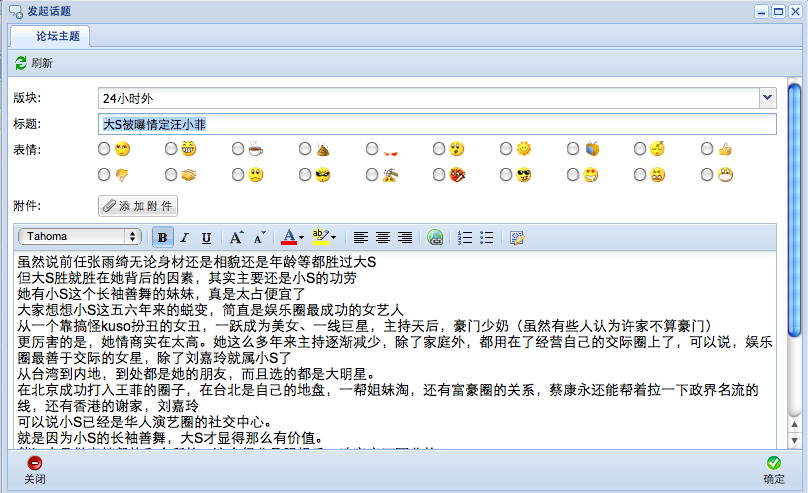 发起话题
论坛主题
刷新
版块: 24小时外
标题: 大S被曝情定汪小菲
表情:
附件: 添加附件
Tahoma B I U A A A ab
虽然说前任张雨绮无论身材还是相貌还是年龄等都胜过大S
但大S胜就胜在她背后的因素，其实主要还是小S的功劳
她有小S这个长袖善舞的妹妹，真是太占便宜了
大家想想小S这五六年来的蜕变，简直是娱乐圈最成功的女艺人
从一个靠搞怪kuso扮丑的女丑，一跃成为美女、一线巨星，主持天后，豪门少奶（虽然有些人认为许家不算豪门）
更厉害的是，她情商实在太高。她这么多年来主持逐渐减少，除了家庭外，都用在了经营自己的交际圈上了，可以说，娱乐
圈最善于交际的女星，除了刘嘉玲就属小S了
从台湾到内地，到处都是她的朋友，而且选的都是大明星。
在北京成功打入王菲的圈子，在台北是自己的地盘，一帮姐妹淘，还有富豪圈的关系，蔡康永还能帮着拉一下政界名流的
线，还有香港的谢家，刘嘉玲
可以说小S已经是华人演艺圈的社交中心。
就是因为小S的长袖善舞，大S才显得那么有价值。
关闭
确定